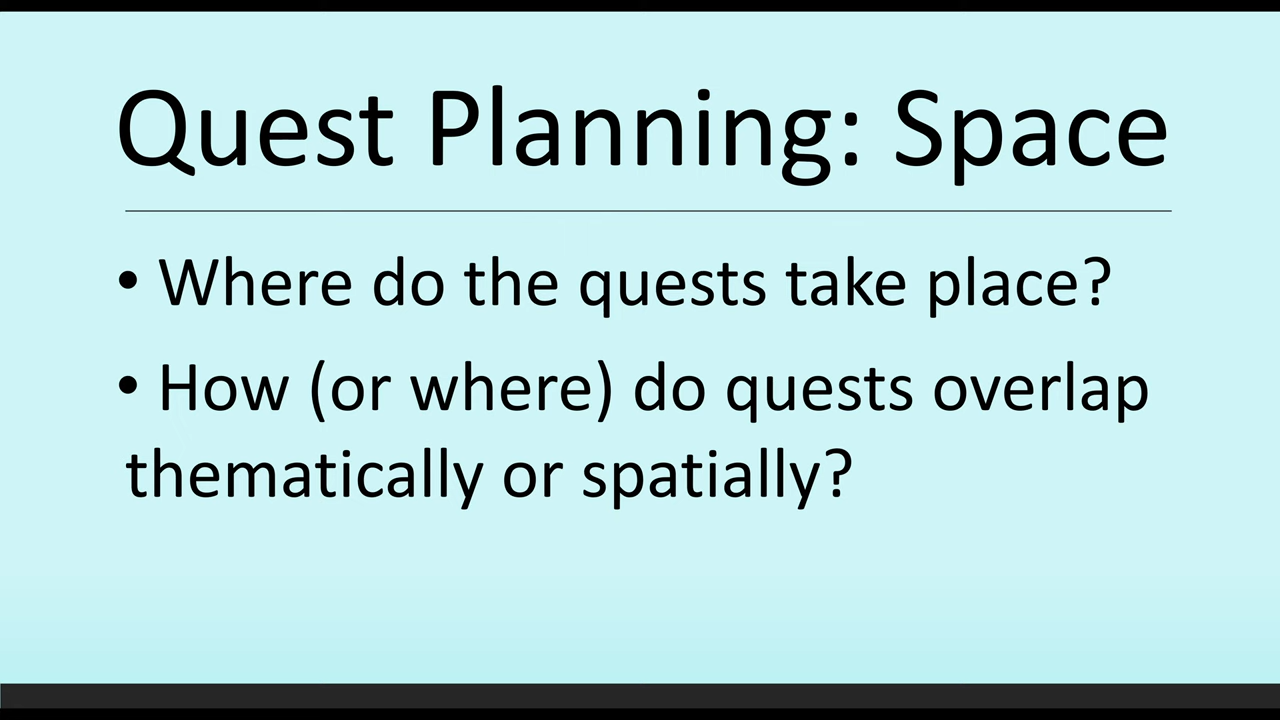 Quest Planning: Space
• Where do the quests take place?
• How (or where) do quests overlap
thematically or spatially?